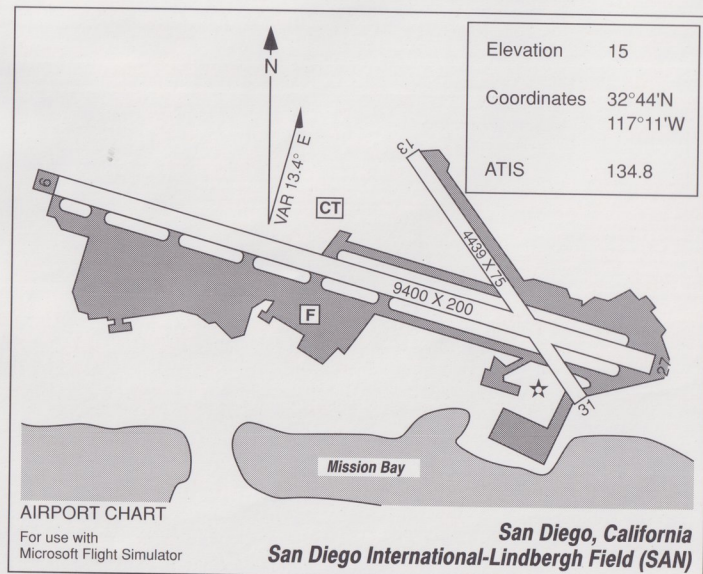 Elevation 15
Coordinates 32°44'N
117°11'W
ATIS 134.8
N
VAR 13.4° E
CT
13
9
4439 X 75
9400 X 200
F
27
31
Mission Bay
AIRPORT CHART
For use with
Microsoft Flight Simulator
San Diego, California
San Diego International-Lindbergh Field (SAN)